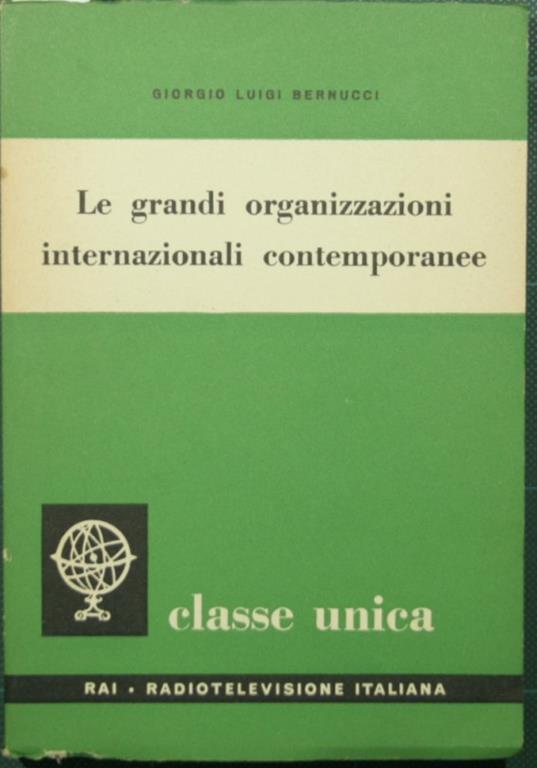 GIORGIO LUIGI BERNUCCI
Le grandi organizzazioni
internazionali contemporanee
classe unica
RAI • RADIOTELEVISIONE ITALIANA